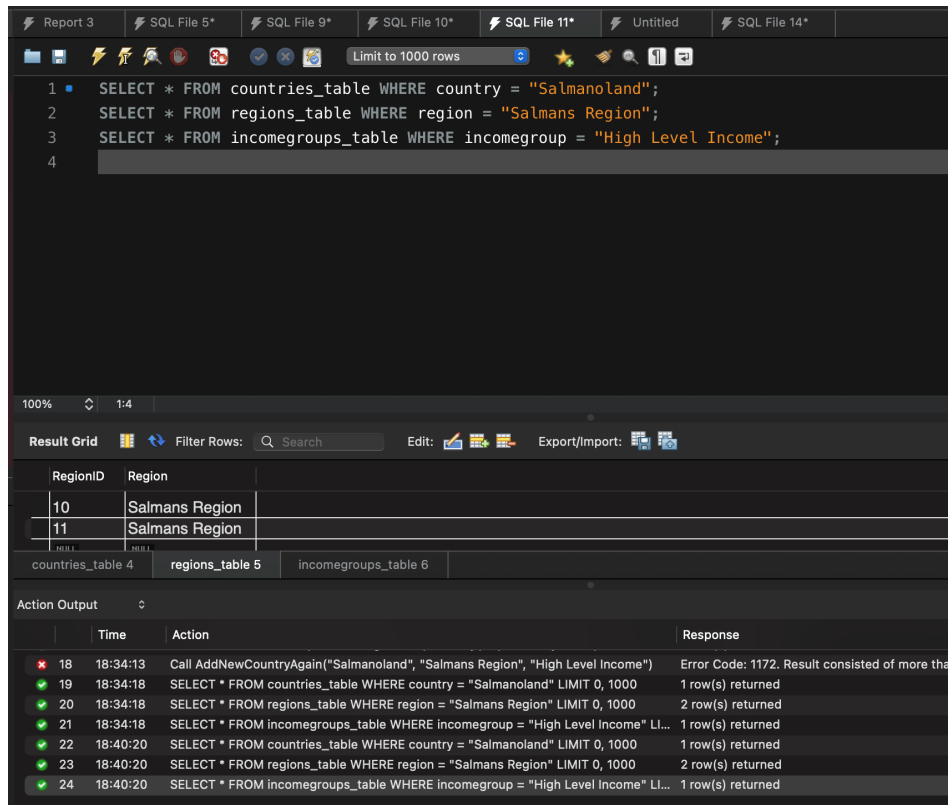 Report 3 SQL File 5* SQL File 9* SQL File 10* SQL File 11* Untitled SQL File 14*
Limit to 1000 rows
1 SELECT * FROM countries_table WHERE country = "Salmanoland";
2 SELECT * FROM regions_table WHERE region = "Salmans Region";
3 SELECT * FROM incomegroups_table WHERE incomegroup = "High Level Income";
4
100% 1:4
Result Grid Filter Rows: Search Edit: Export/Import:
RegionID Region
10 Salmans Region
11 Salmans Region
NULL NULL
countries_table 4 regions_table 5 incomegroups_table 6
Action Output
Time Action Response
18 18:34:13 Call AddNewCountryAgain("Salmanoland", "Salmans Region", "High Level Income") Error Code: 1172. Result consisted of more tha
19 18:34:18 SELECT * FROM countries_table WHERE country = "Salmanoland" LIMIT 0, 1000 1 row(s) returned
20 18:34:18 SELECT * FROM regions_table WHERE region = "Salmans Region" LIMIT 0, 1000 2 row(s) returned
21 18:34:18 SELECT * FROM incomegroups_table WHERE incomegroup = "High Level Income" LI... 1 row(s) returned
22 18:40:20 SELECT * FROM countries_table WHERE country = "Salmanoland" LIMIT 0, 1000 1 row(s) returned
23 18:40:20 SELECT * FROM regions_table WHERE region = "Salmans Region" LIMIT 0, 1000 2 row(s) returned
24 18:40:20 SELECT * FROM incomegroups_table WHERE incomegroup = "High Level Income" LI... 1 row(s) returned